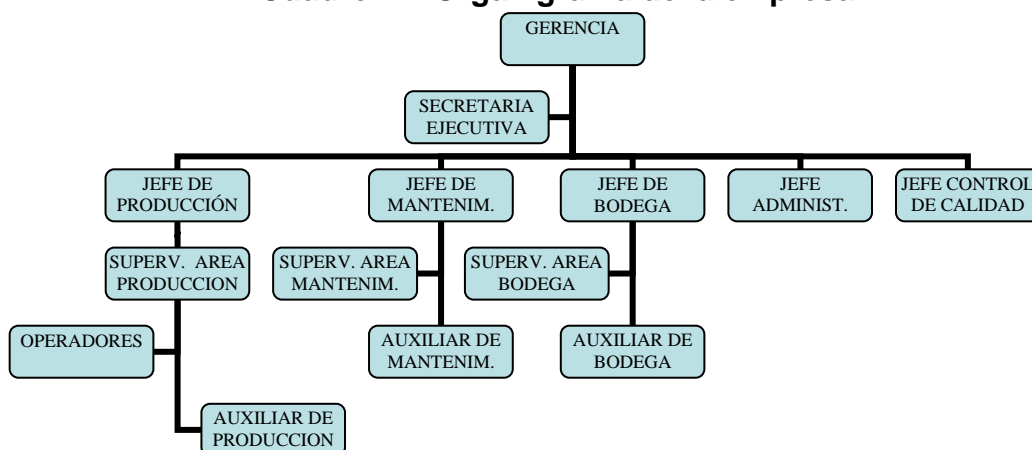 GERENCIA
SECRETARIA
EJECUTIVA
JEFE DE
PRODUCCIÓN
JEFE DE
MANTENIM.
JEFE DE
BODEGA
JEFE
ADMINIST.
JEFE CONTROL
DE CALIDAD
SUPERV. AREA
PRODUCCION
SUPERV. AREA
MANTENIM.
SUPERV. AREA
BODEGA
OPERADORES
AUXILIAR DE
MANTENIM.
AUXILIAR DE
BODEGA
AUXILIAR DE
PRODUCCION